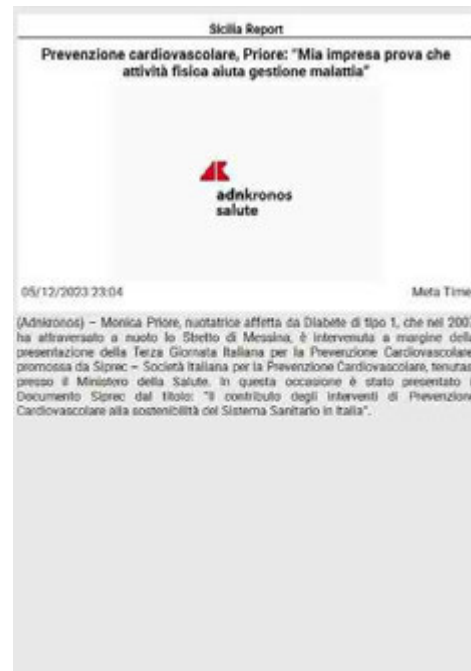 Sicilia Report
Prevenzione cardiovascolare, Priore: "Mia impresa prova che
attività fisica aiuta gestione malattia"
adnkronos
salute
05/12/2023 23:04
Meta Time
(Adnkronos) – Monica Priore, nuotatrice affetta da Diabete di tipo 1, che nel 2007
ha attraversato a nuoto lo Stretto di Messina, è intervenuta a margine della
presentazione della Terza Giornata Italiana per la Prevenzione Cardiovascolare
promossa da Siprec – Società Italiana per la Prevenzione Cardiovascolare, tenutasi
presso il Ministero della Salute. In questa occasione è stato presentato
Documento Siprec dal titolo: "Il contributo degli interventi di Prevenzione
Cardiovascolare alla sostenibilità del Sistema Sanitario in Italia".